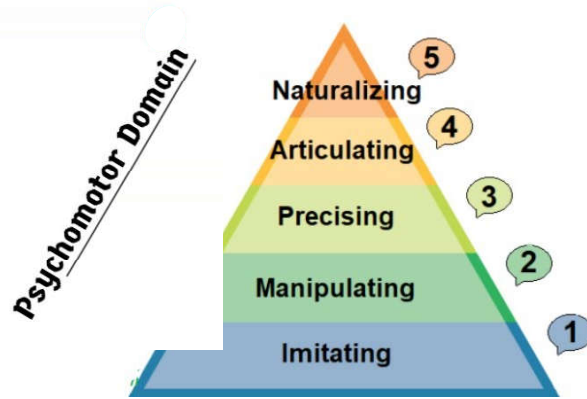 Psychomotor Domain
Naturalizing
5
Articulating
4
Precising
3
Manipulating
2
Imitating
1